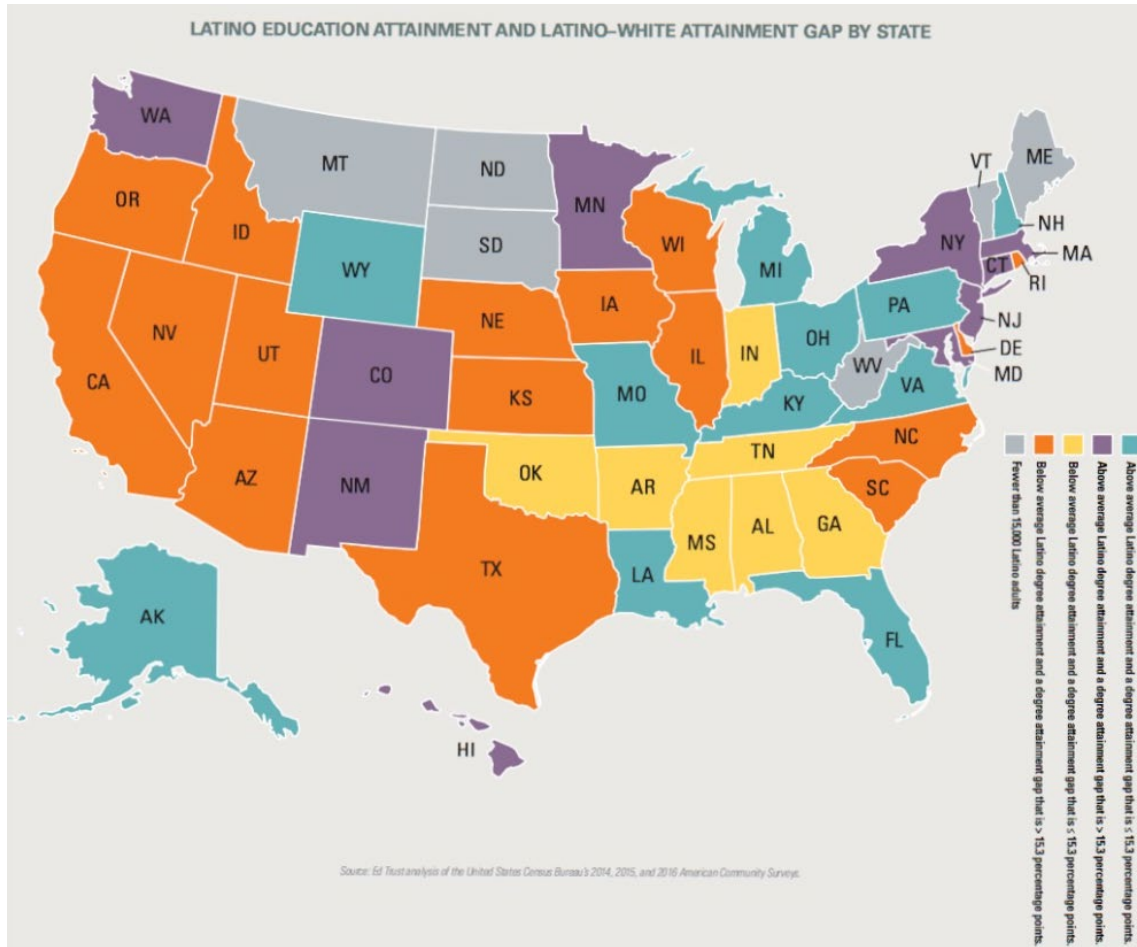 LATINO EDUCATION ATTAINMENT AND LATINO–WHITE ATTAINMENT GAP BY STATE
WA
MT
ND
MN
VT
ME
OR
ID
SD
WI
NY
NH
WY
MI
MA
CT
RI
IA
PA
NE
NJ
NV
UT
IL
IN
OH
DE
CO
WV
MD
CA
KS
MO
VA
KY
NC
TN
AZ
NM
OK
AR
SC
MS
AL
GA
TX
LA
AK
FL
HI
Above average Latino degree attainment and a degree attainment gap that is ≤ 15.3 percentage points.
Above average Latino degree attainment and a degree attainment gap that is > 15.3 percentage points.
Below average Latino degree attainment and a degree attainment gap that is ≤ 15.3 percentage points.
Below average Latino degree attainment and a degree attainment gap that is > 15.3 percentage points.
Fewer than 15,000 Latino adults
Source: Ed Trust analysis of the United States Census Bureau's 2014, 2015, and 2016 American Community Surveys.